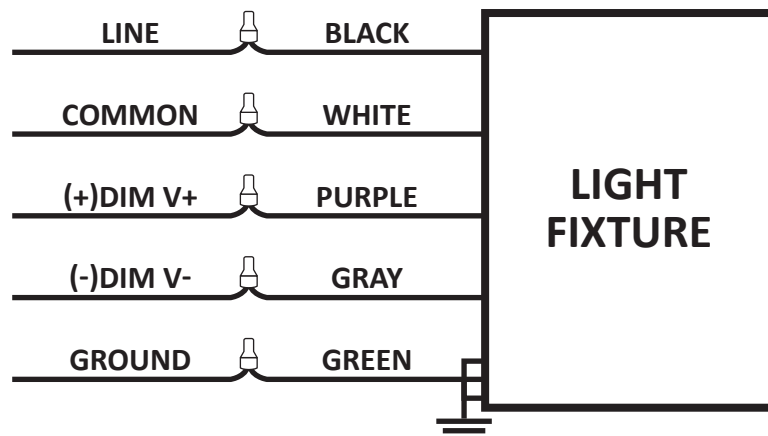 LINE BLACK
COMMON WHITE
(+)DIM V+ PURPLE
(-)DIM V- GRAY
GROUND GREEN
LIGHT
FIXTURE